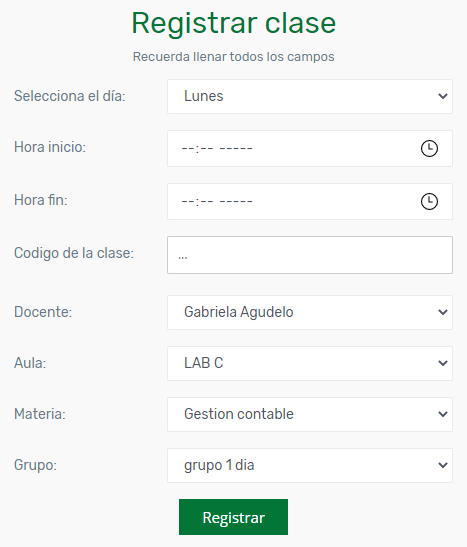 Registrar clase
Recuerda llenar todos los campos
Selecciona el día: Lunes
Hora inicio: --:-- -----
Hora fin: --:-- -----
Codigo de la clase: ...
Docente: Gabriela Agudelo
Aula: LAB C
Materia: Gestion contable
Grupo: grupo 1 dia
Registrar